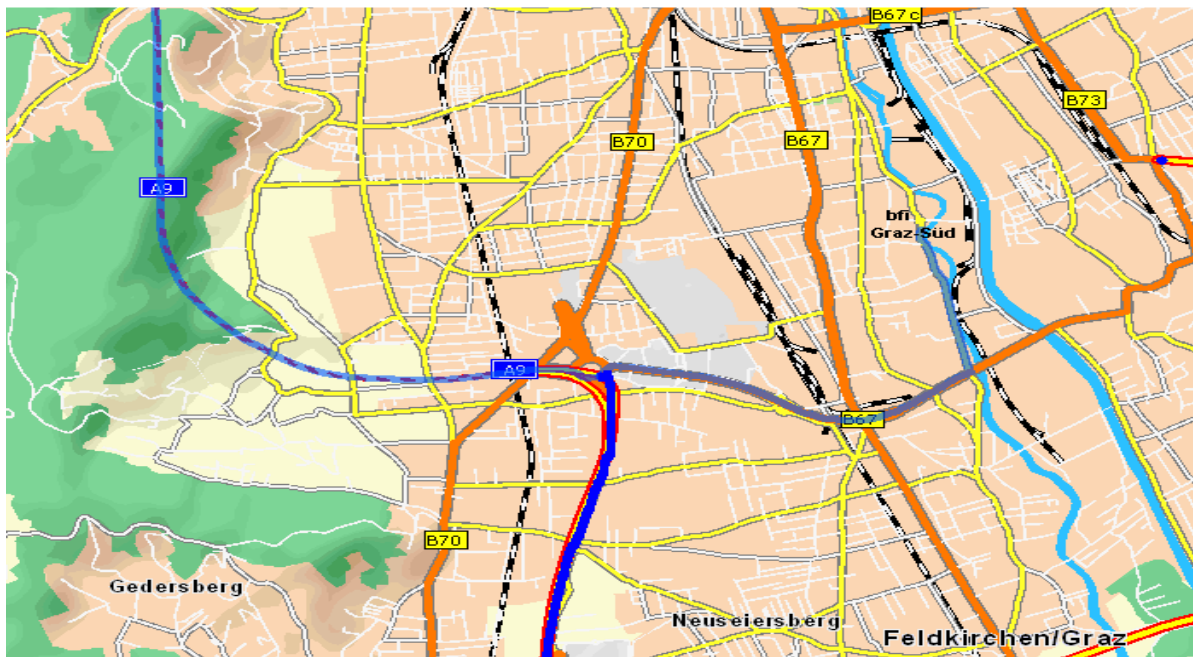 B67c
B73
B70
B67
A9
bfi
Graz-Süd
A9
B67
B70
Gedersberg
Neuseiersberg
Feldkirchen/Graz